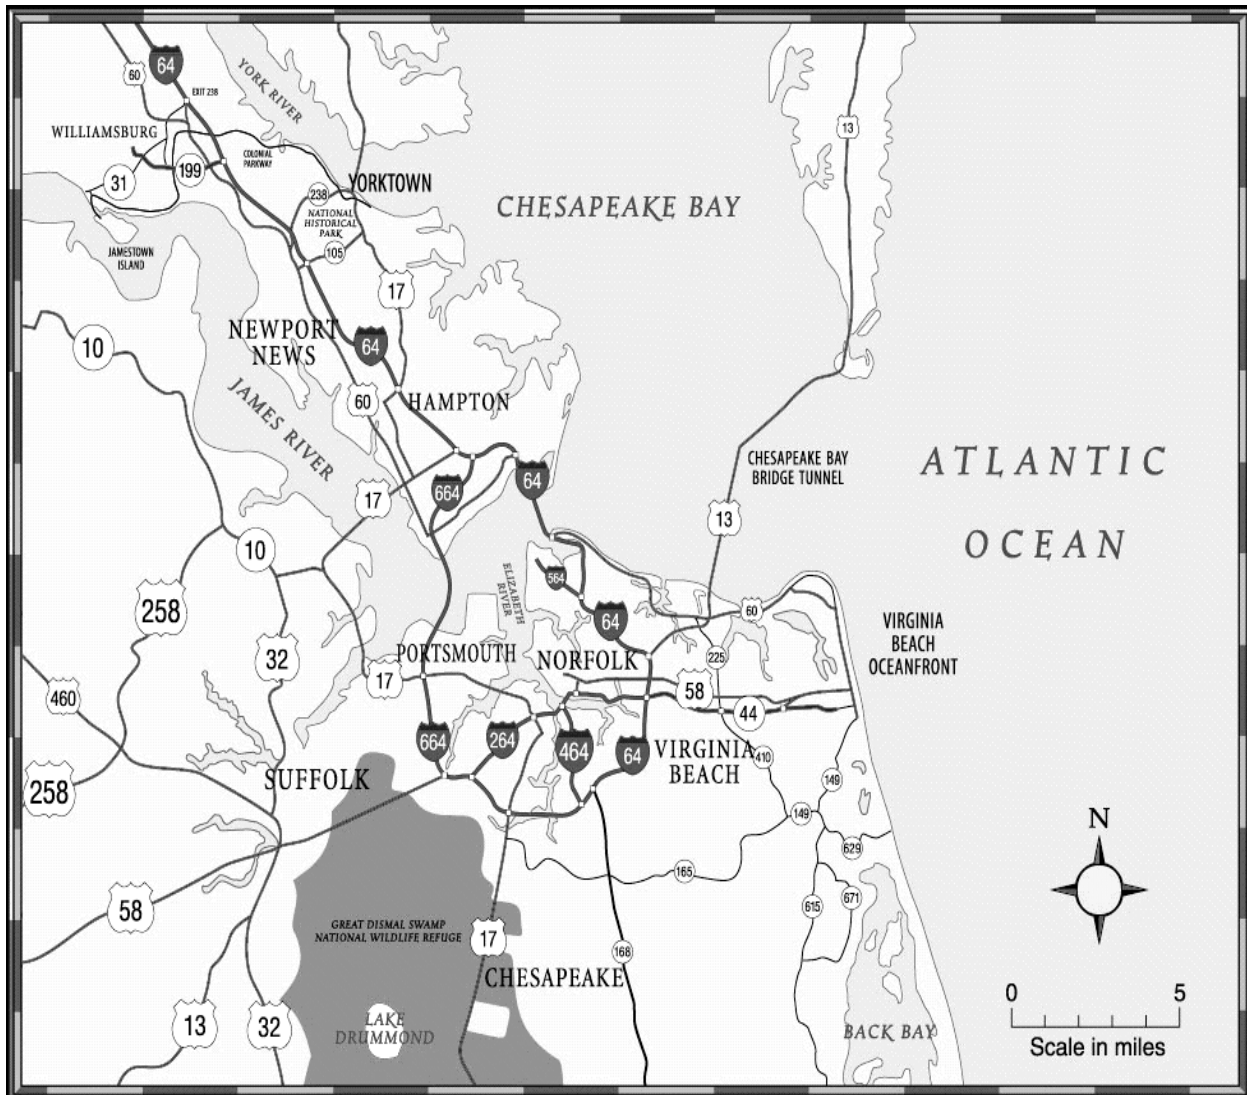 64
60
EXIT 238
YORK RIVER
13
WILLIAMSBURG
COLONIAL
PARKWAY
31
199
238
YORKTOWN
NATIONAL
HISTORICAL
PARK
105
CHESAPEAKE BAY
JAMESTOWN
ISLAND
17
10
NEWPORT
NEWS
64
60
HAMPTON
JAMES RIVER
17
664
64
CHESAPEAKE BAY
BRIDGE TUNNEL
13
ATLANTIC
OCEAN
10
258
564
ELIZABETH
RIVER
64
60
VIRGINIA
BEACH
OCEANFRONT
32
PORTSMOUTH
NORFOLK
225
17
58
460
44
664
264
464
64
VIRGINIA
BEACH
410
149
SUFFOLK
258
149
629
165
58
615
671
GREAT DISMAL SWAMP
NATIONAL WILDLIFE REFUGE
17
168
CHESAPEAKE
13
32
LAKE
DRUMMOND
BACK BAY
N
0 5
Scale in miles